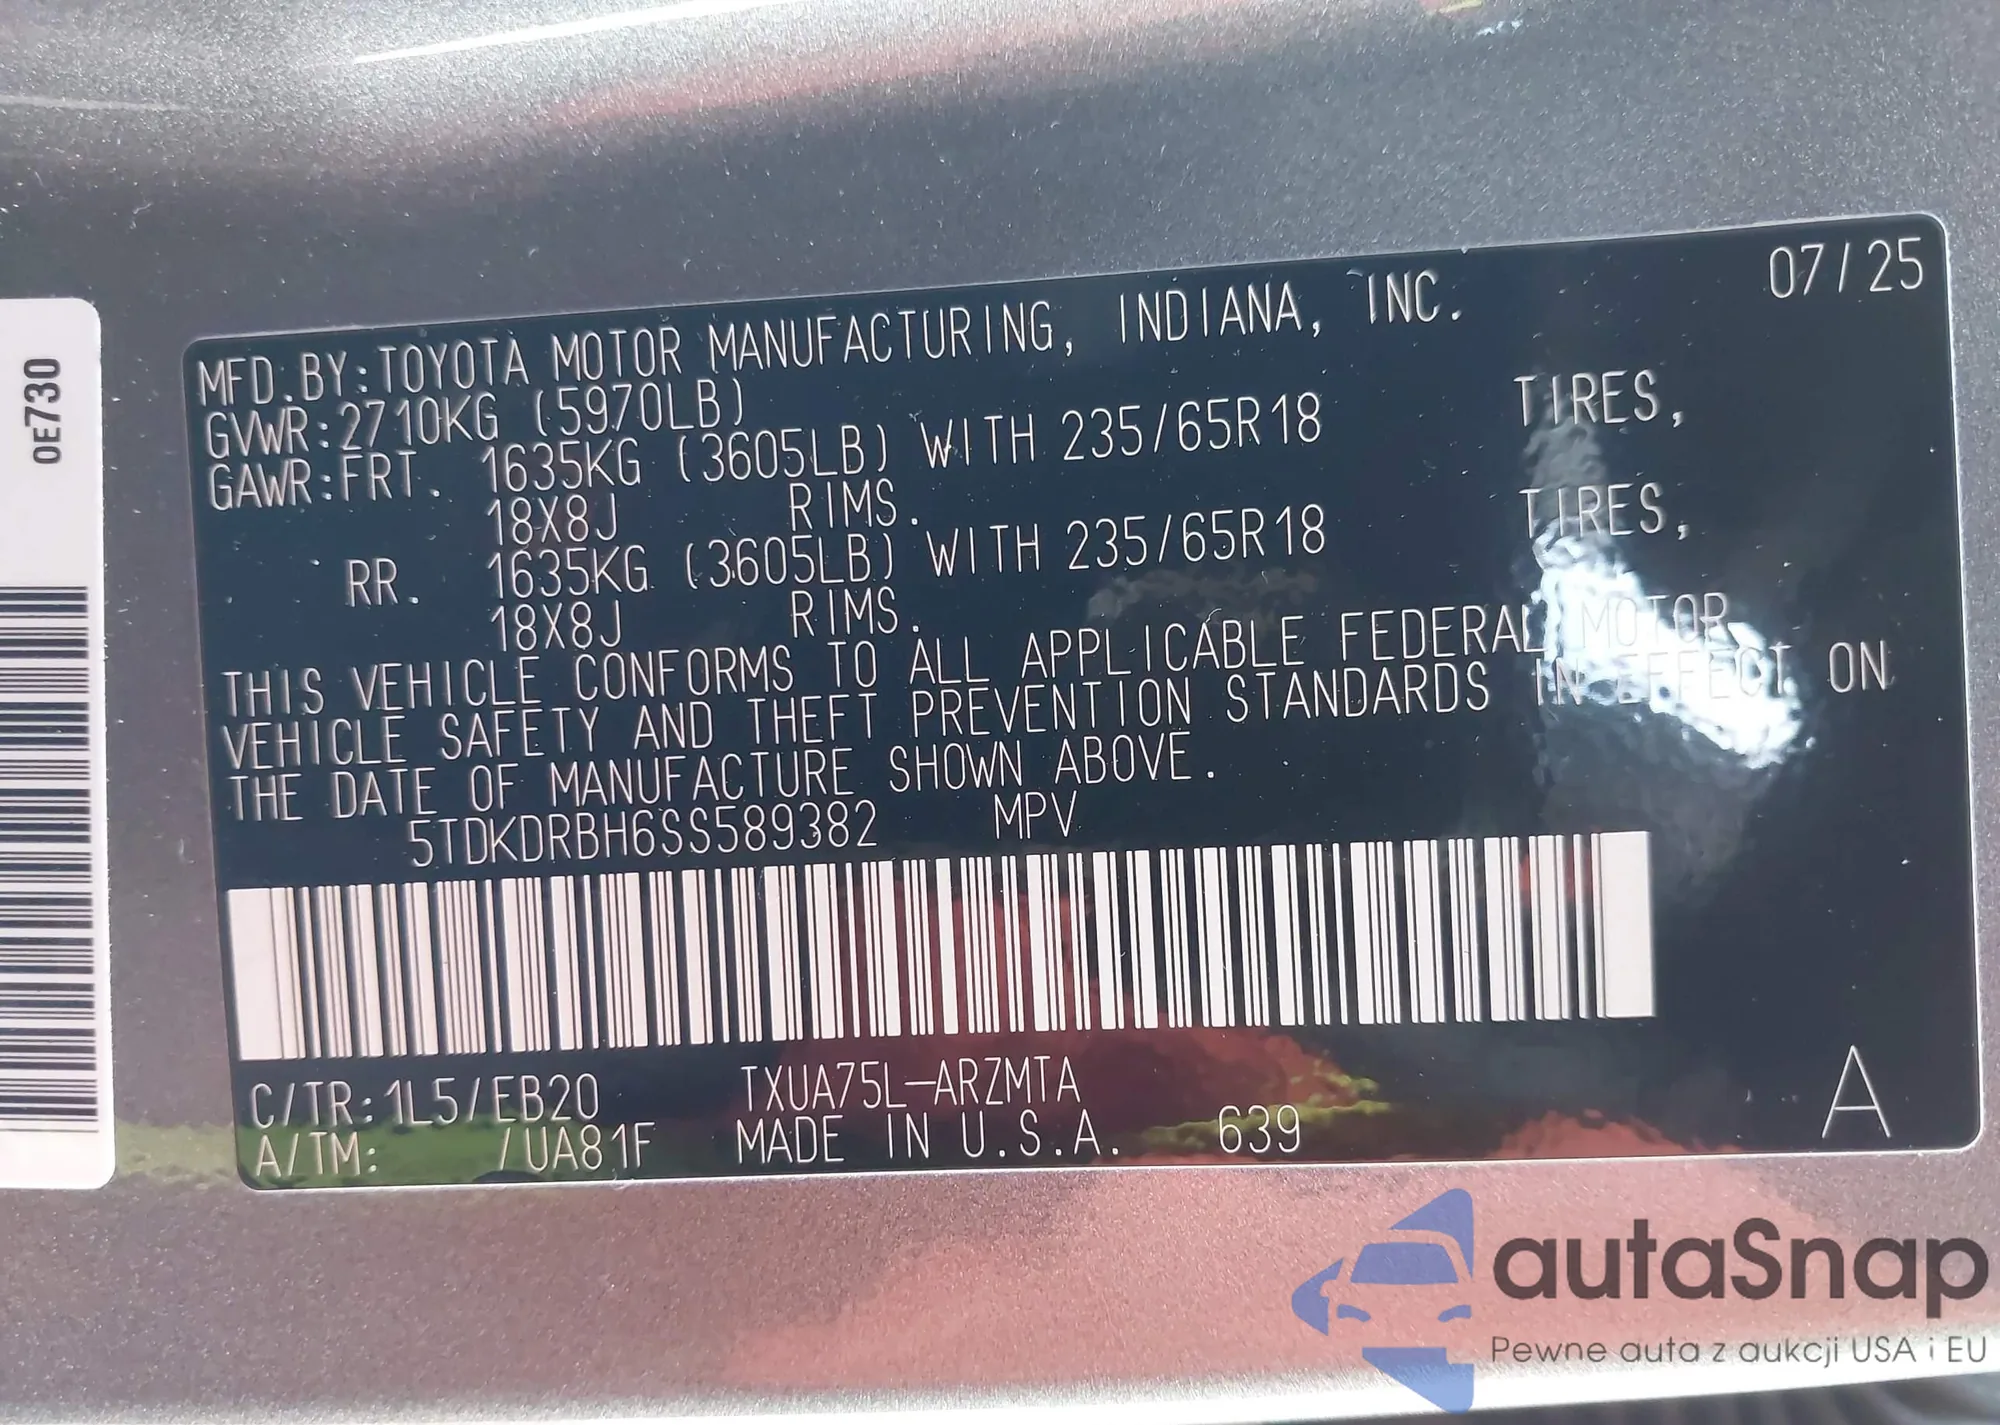 0E730
07/25
MFD.BY:TOYOTA MOTOR MANUFACTURING, INDIANA, INC.
GVWR:2710KG (5970LB)
GAWR:FRT. 1635KG (3605LB) WITH 235/65R18 TIRES,
18X8J RIMS.
RR. 1635KG (3605LB) WITH 235/65R18 TIRES,
18X8J RIMS.
THIS VEHICLE CONFORMS TO ALL APPLICABLE FEDERAL MOTOR
VEHICLE SAFETY AND THEFT PREVENTION STANDARDS IN EFFECT ON
THE DATE OF MANUFACTURE SHOWN ABOVE.
5TDKDRBH6SS589382 MPV
C/TR:1L5/EB20 TXUA75L-ARZMTA
A/TM: /UA81F MADE IN U.S.A. 639 A
autaSnap
Pewne auta z aukcji USA i EU